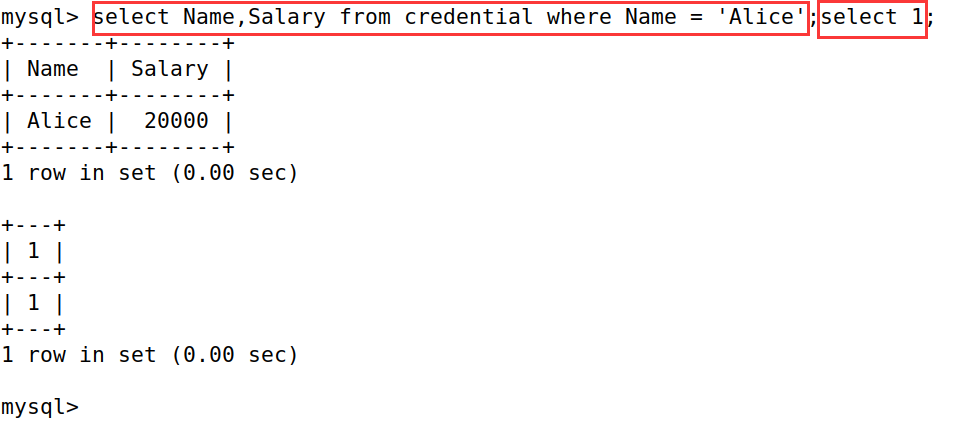 mysql> select Name,Salary from credential where Name = 'Alice';select 1;
+-------+--------+
| Name  | Salary |
+-------+--------+
| Alice |  20000 |
+-------+--------+
1 row in set (0.00 sec)

+---+
| 1 |
+---+
| 1 |
+---+
1 row in set (0.00 sec)

mysql>